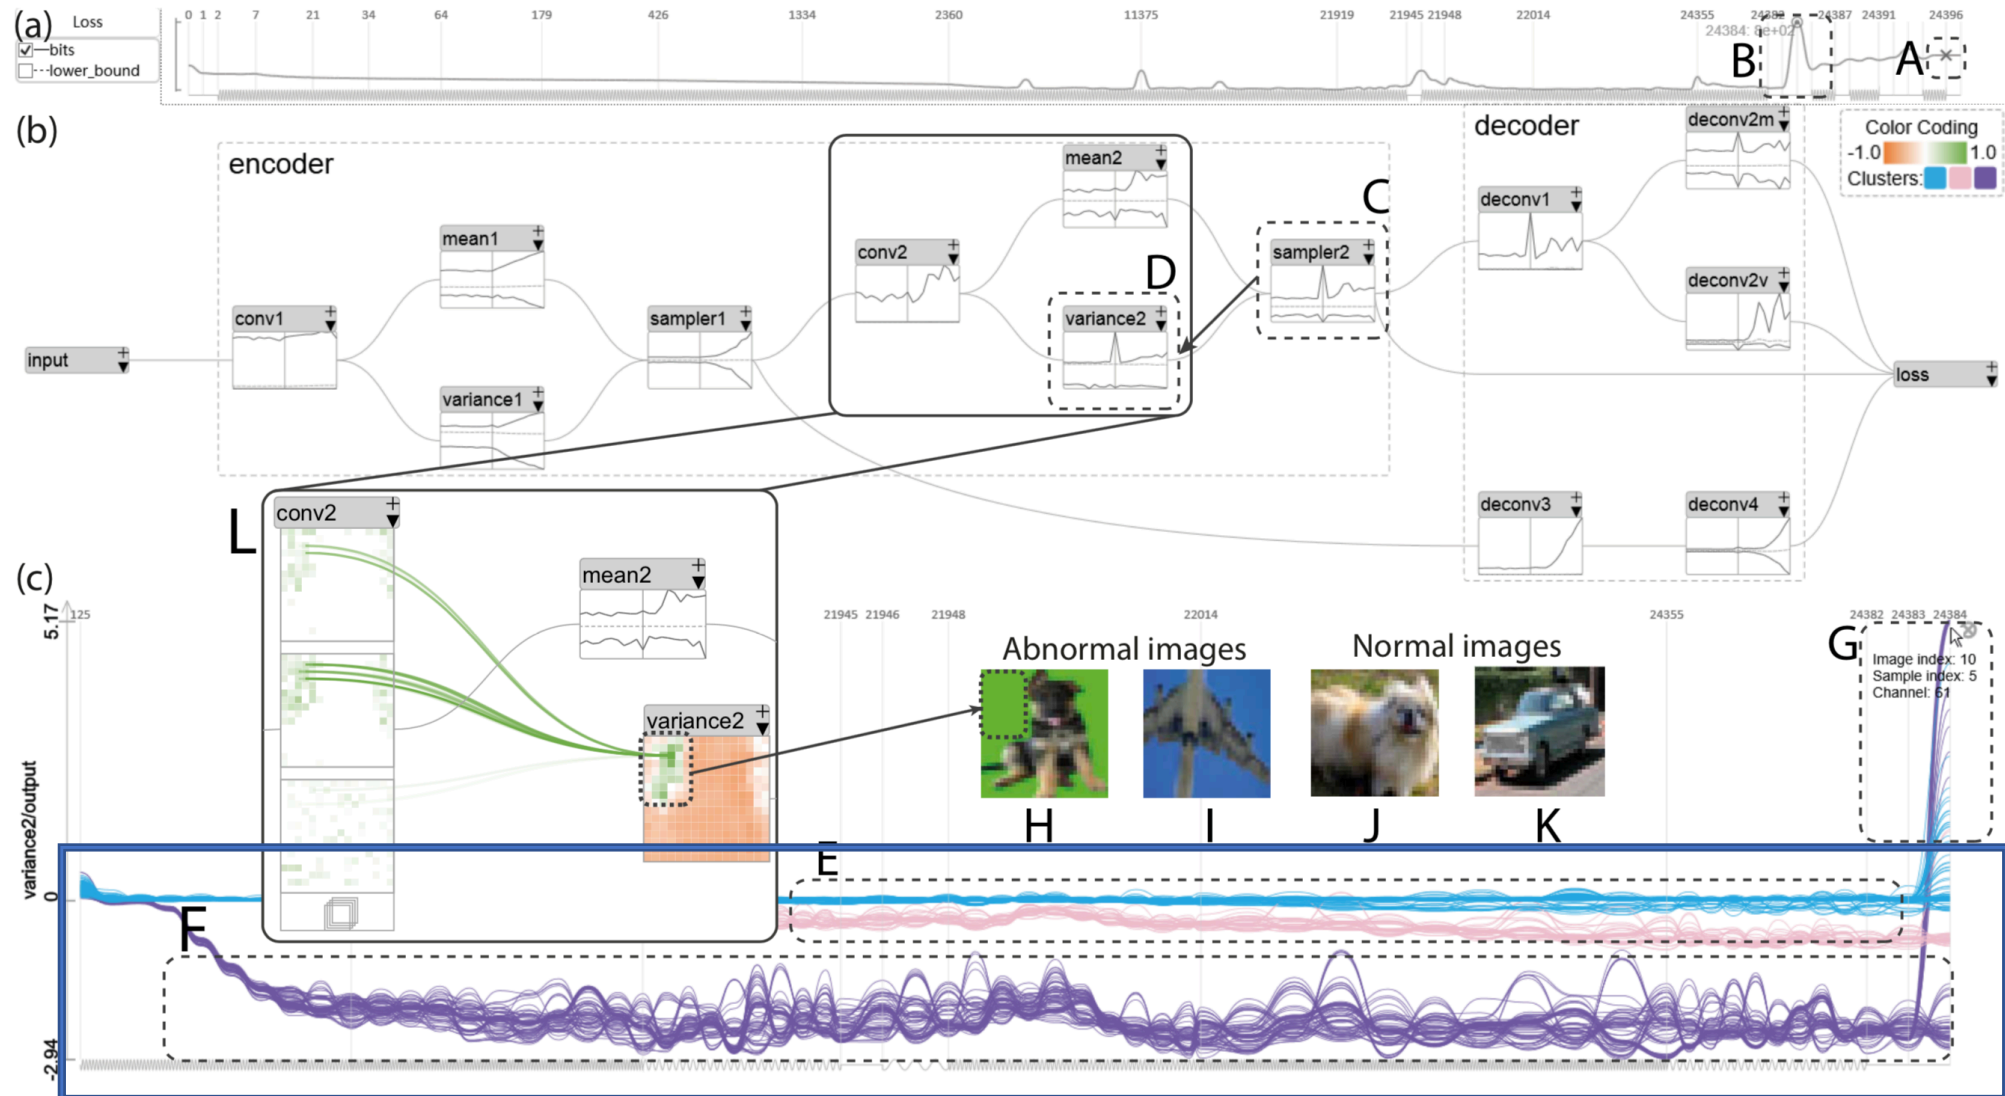 (a)
Loss
bits
lower_bound
0 1 2 7 21 34 64 179 426 1334 2360 11375 21919 21945 21948 22014 24355 24382 24387 24391 24396
24384: 8e+02
B
A
(b)
encoder
decoder
Color Coding
-1.0 1.0
Clusters:
input
conv1
mean1
variance1
sampler1
conv2
mean2
D
variance2
C
sampler2
deconv1
deconv2m
deconv2v
deconv3
deconv4
loss
L
conv2
mean2
variance2
(c)
5.17
0
-2.94
variance2/output
125 21945 21946 21948 22014 24355 24382 24383 24384
Abnormal images
Normal images
H
I
J
K
G
Image index: 10
Sample index: 5
Channel: 61
E
F